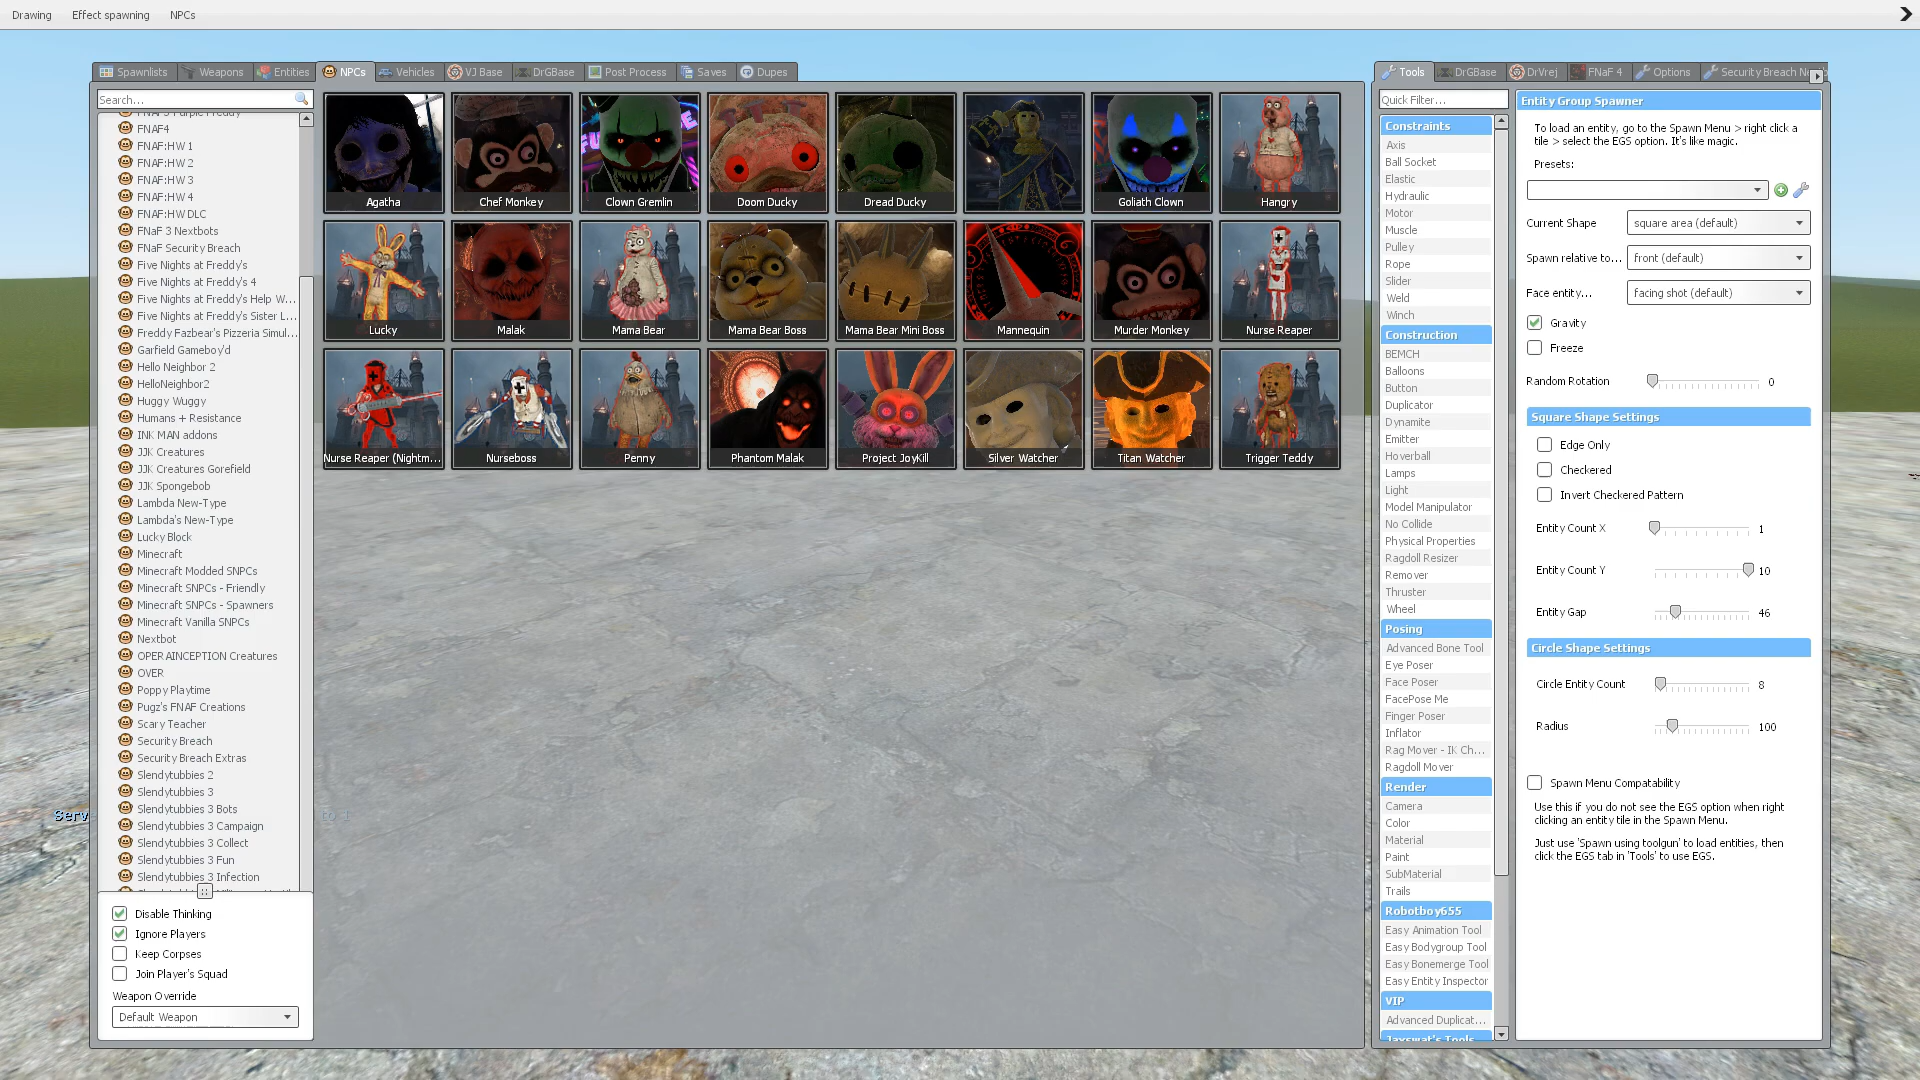 Drawing Effect spawning NPCs
Spawnlists Weapons Entities NPCs Vehicles VJ Base DrGBase Post Process Saves Dupes
Search...
FNAF4
FNAF:HW 1
FNAF:HW 2
FNAF:HW 3
FNAF:HW 4
FNAF:HW DLC
FNaF 3 Nextbots
FNaF Security Breach
Five Nights at Freddy's
Five Nights at Freddy's 4
Five Nights at Freddy's Help W...
Five Nights at Freddy's Sister L...
Freddy Fazbear's Pizzeria Simul...
Garfield Gameboy'd
Hello Neighbor 2
HelloNeighbor2
Huggy Wuggy
Humans + Resistance
INK MAN addons
JJK Creatures
JJK Creatures Gorefield
JJK Spongebob
Lambda New-Type
Lambda's New-Type
Lucky Block
Minecraft
Minecraft Modded SNPCs
Minecraft SNPCs - Friendly
Minecraft SNPCs - Spawners
Minecraft Vanilla SNPCs
Nextbot
OPERAINCEPTION Creatures
OVER
Poppy Playtime
Pugz's FNAF Creations
Scary Teacher
Security Breach
Security Breach Extras
Slendytubbies 2
Slendytubbies 3
Slendytubbies 3 Bots
Slendytubbies 3 Campaign
Slendytubbies 3 Collect
Slendytubbies 3 Fun
Slendytubbies 3 Infection
Disable Thinking
Ignore Players
Keep Corpses
Join Player's Squad
Weapon Override
Default Weapon
Serv
Agatha Chef Monkey Clown Gremlin Doom Ducky Dread Ducky Goliath Clown Hangry
Lucky Malak Mama Bear Mama Bear Boss Mama Bear Mini Boss Mannequin Murder Monkey Nurse Reaper
Nurse Reaper (Nightm... Nurseboss Penny Phantom Malak Project JoyKill Silver Watcher Titan Watcher Trigger Teddy
Tools DrGBase DrVrej FNaF 4 Options Security Breach
Quick Filter...
Constraints
Axis
Ball Socket
Elastic
Hydraulic
Motor
Muscle
Pulley
Rope
Slider
Weld
Winch
Construction
BEMCH
Balloons
Button
Duplicator
Dynamite
Emitter
Hoverball
Lamps
Light
Model Manipulator
No Collide
Physical Properties
Ragdoll Resizer
Remover
Thruster
Wheel
Posing
Advanced Bone Tool
Eye Poser
Face Poser
FacePose Me
Finger Poser
Inflator
Rag Mover - IK Ch...
Ragdoll Mover
Render
Camera
Color
Material
Paint
SubMaterial
Trails
Robotboy655
Easy Animation Tool
Easy Bodygroup Tool
Easy Bonemerge Tool
Easy Entity Inspector
VIP
Advanced Duplicat...
Jayswat's Tools
Entity Group Spawner
To load an entity, go to the Spawn Menu > right click a
tile > select the EGS option. It's like magic.
Presets:
Current Shape square area (default)
Spawn relative to... front (default)
Face entity... facing shot (default)
Gravity
Freeze
Random Rotation 0
Square Shape Settings
Edge Only
Checkered
Invert Checkered Pattern
Entity Count X 1
Entity Count Y 10
Entity Gap 46
Circle Shape Settings
Circle Entity Count 8
Radius 100
Spawn Menu Compatability
Use this if you do not see the EGS option when right
clicking an entity tile in the Spawn Menu.
Just use 'Spawn using toolgun' to load entities, then
click the EGS tab in 'Tools' to use EGS.